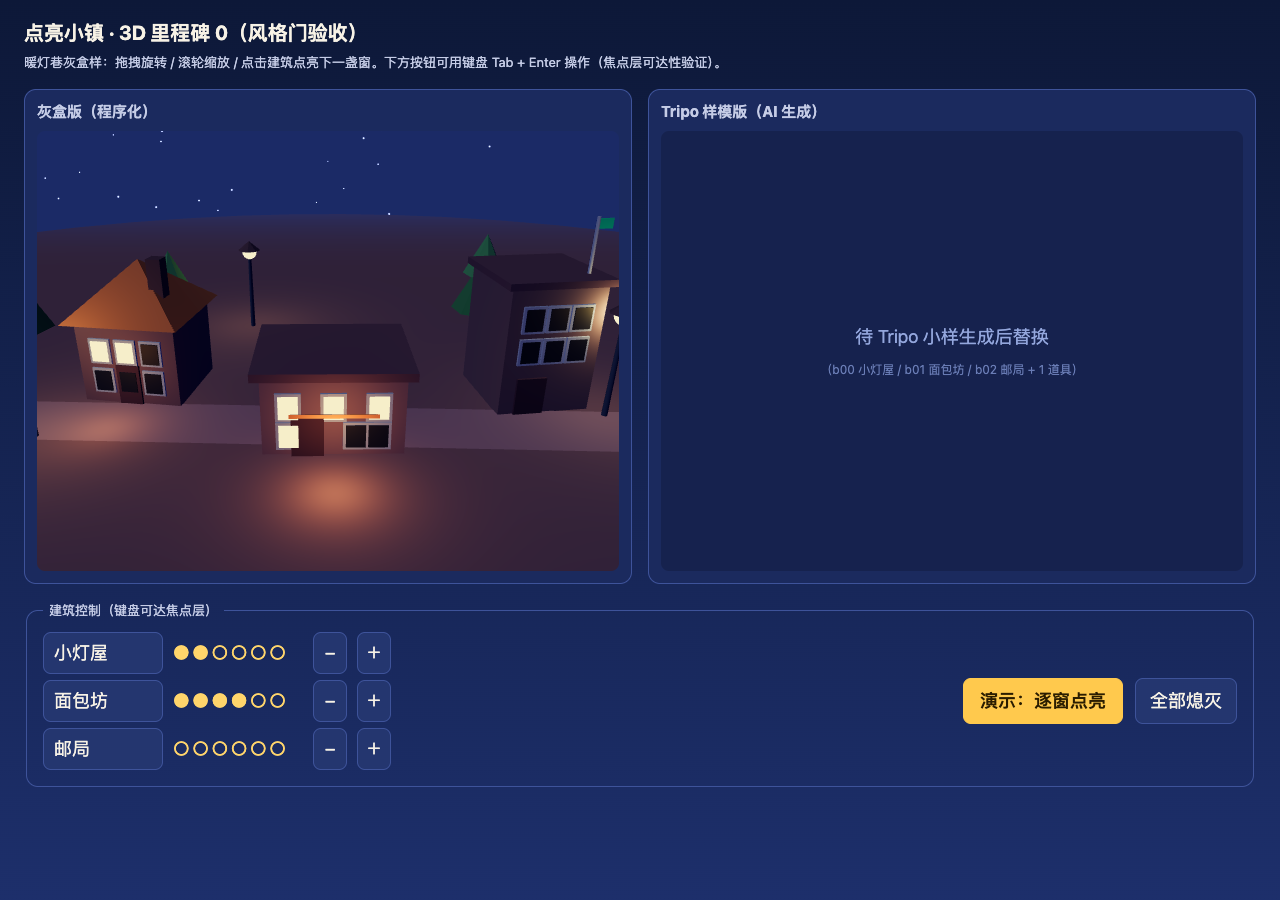 点亮小镇 · 3D 里程碑 0（风格门验收）
暖灯巷灰盒样：拖拽旋转 / 滚轮缩放 / 点击建筑点亮下一盏窗。下方按钮可用键盘 Tab + Enter 操作（焦点层可达性验证）。
灰盒版（程序化）
Tripo 样模版（AI 生成）
待 Tripo 小样生成后替换
（b00 小灯屋 / b01 面包坊 / b02 邮局 + 1 道具）
建筑控制（键盘可达焦点层）
小灯屋 − +
面包坊 − +
邮局 − +
演示：逐窗点亮 全部熄灭